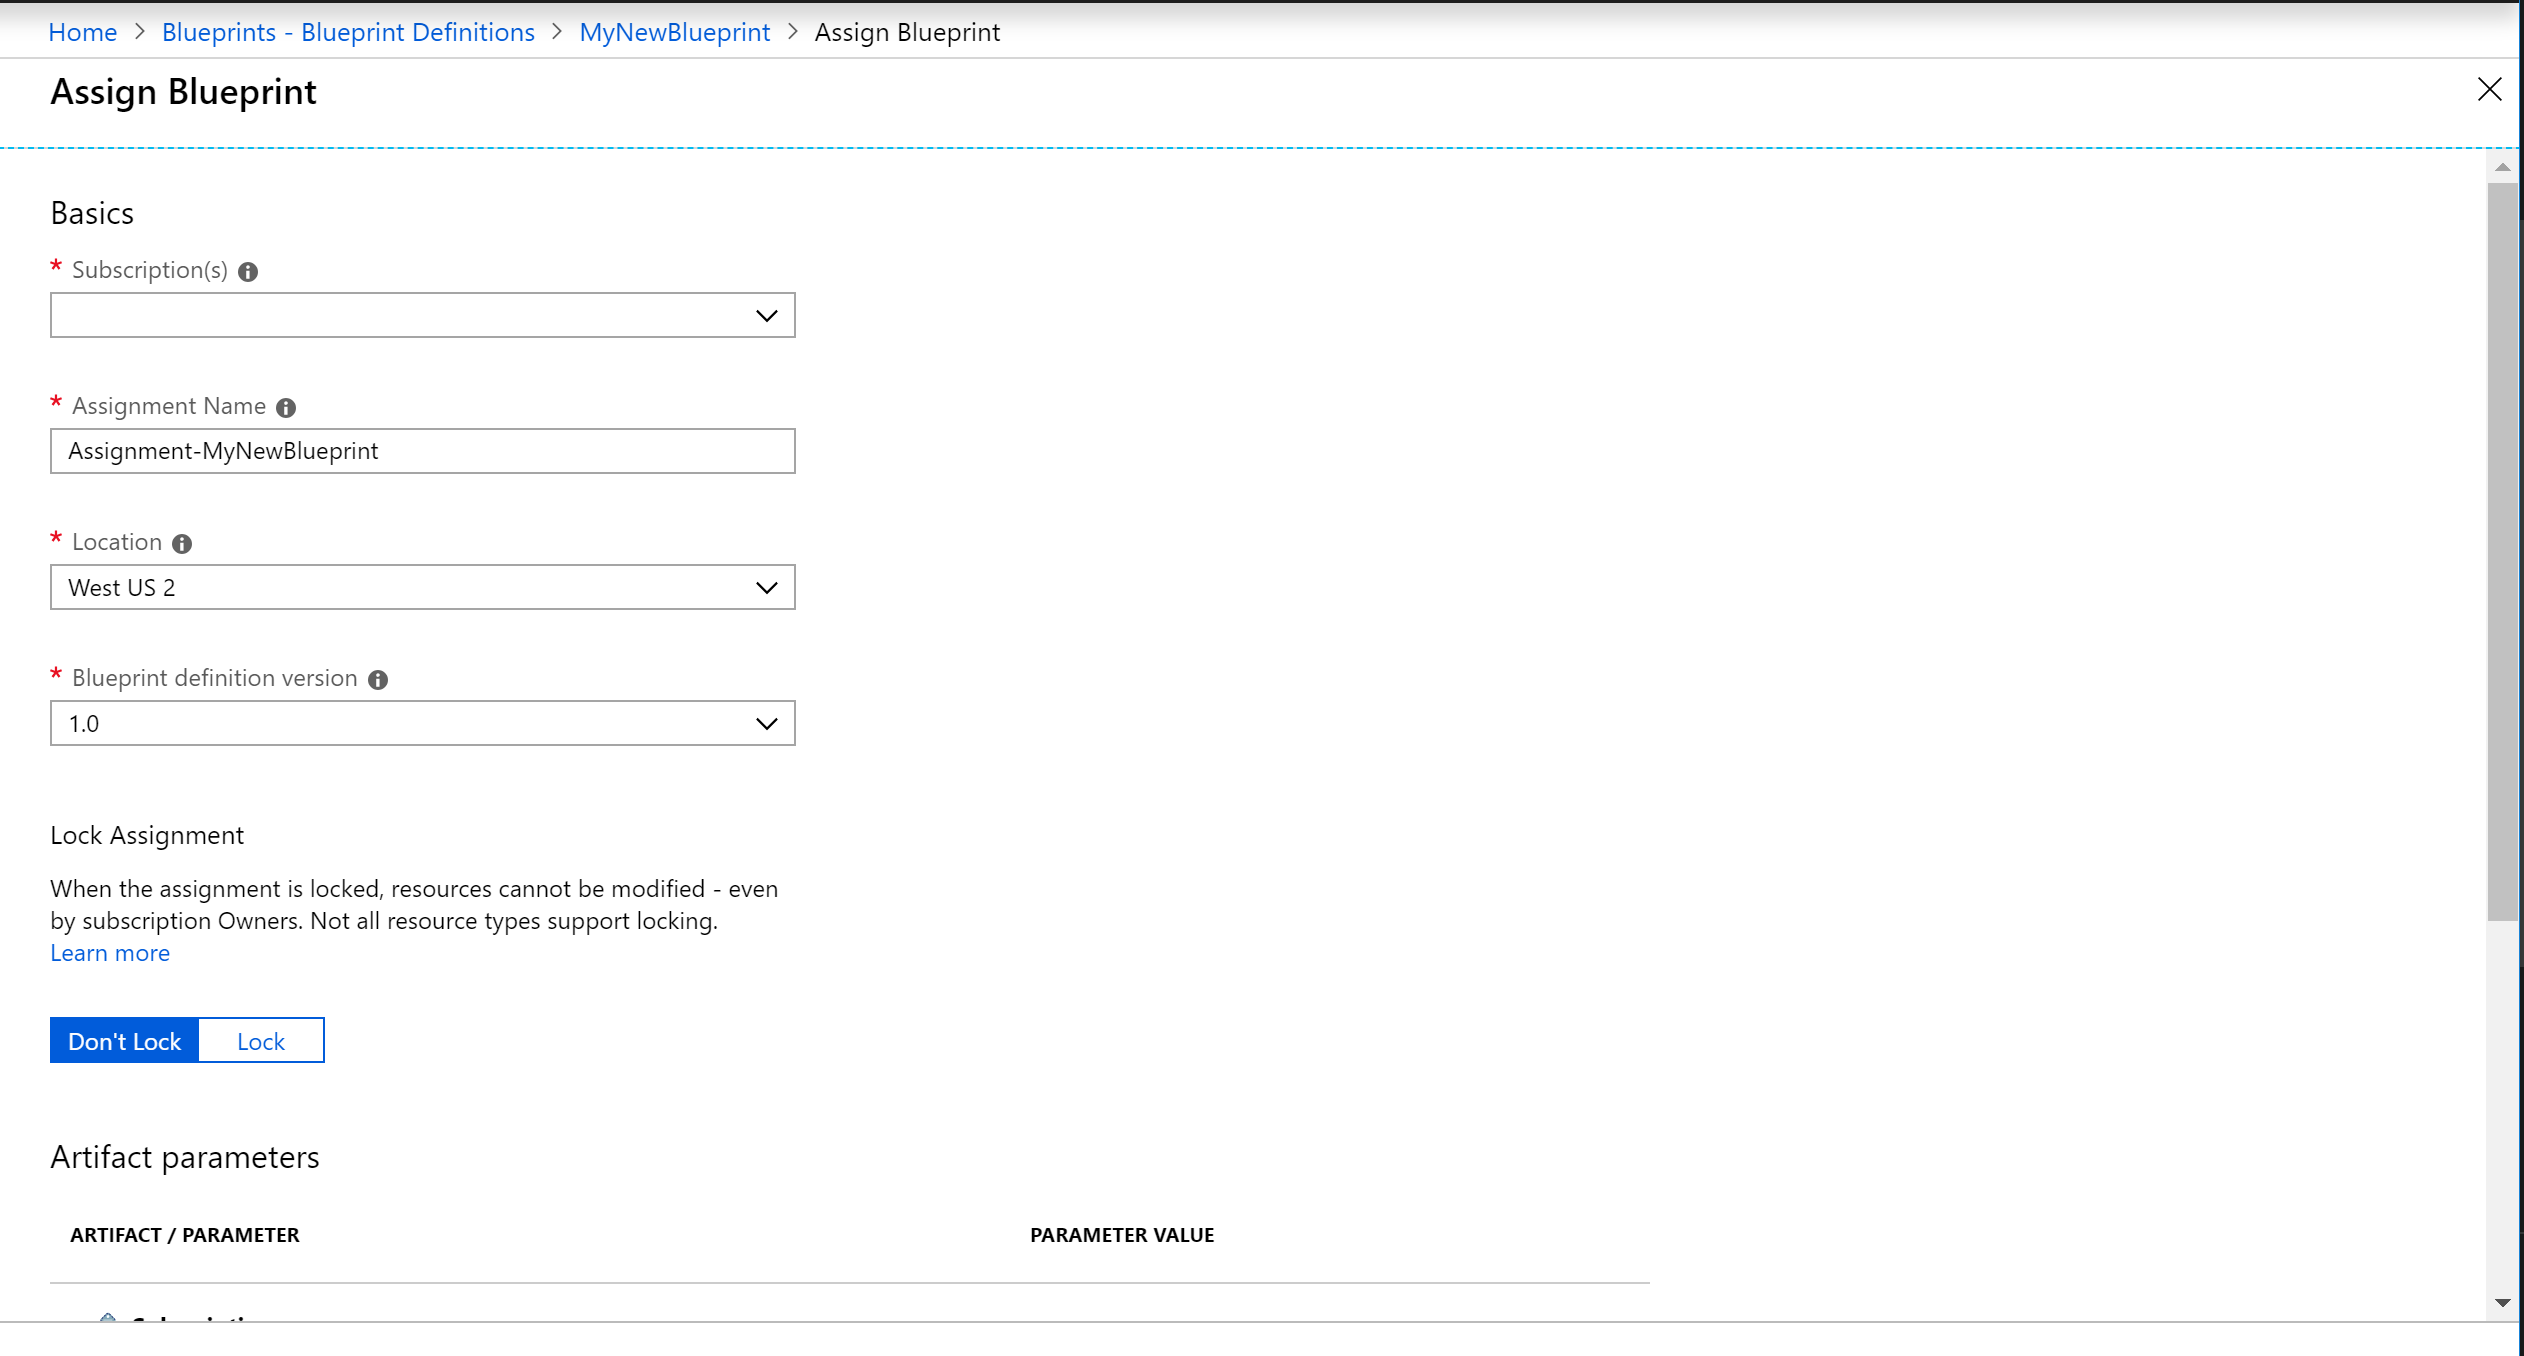 Home > Blueprints - Blueprint Definitions > MyNewBlueprint > Assign Blueprint
Assign Blueprint
Basics
* Subscription(s)
* Assignment Name
Assignment-MyNewBlueprint
* Location
West US 2
* Blueprint definition version
1.0
Lock Assignment
When the assignment is locked, resources cannot be modified - even
by subscription Owners. Not all resource types support locking.
Learn more
Don't Lock Lock
Artifact parameters
ARTIFACT / PARAMETER PARAMETER VALUE